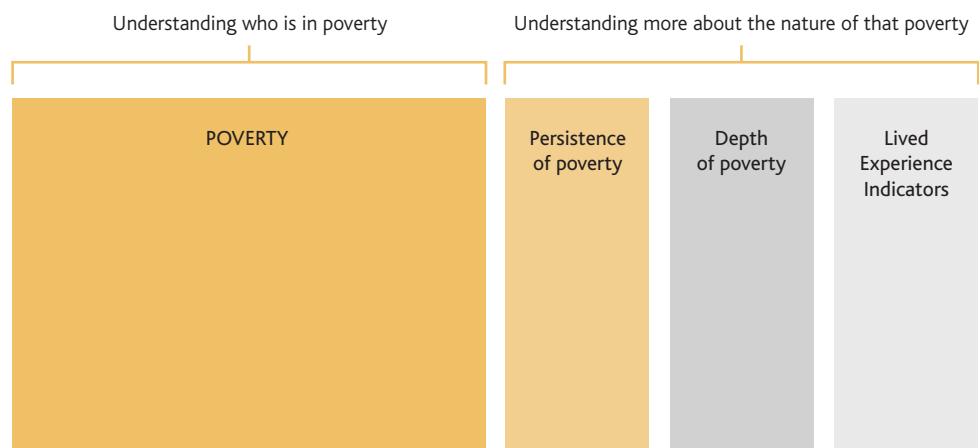 Understanding who is in poverty
Understanding more about the nature of that poverty
POVERTY
Persistence
of poverty
Depth
of poverty
Lived
Experience
Indicators